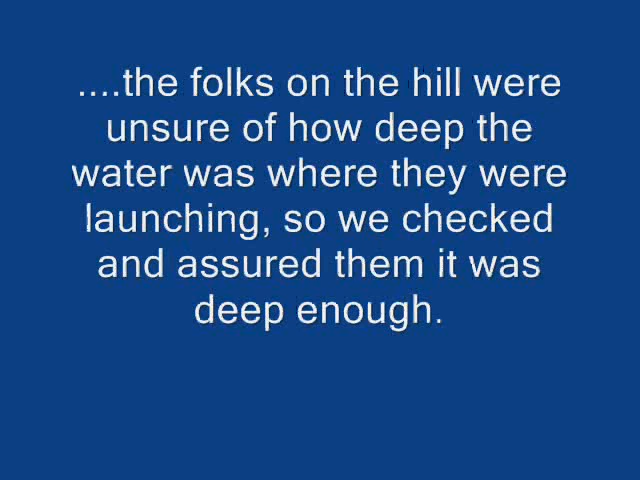 ....the folks on the hill were
unsure of how deep the
water was where they were
launching, so we checked
and assured them it was
deep enough.